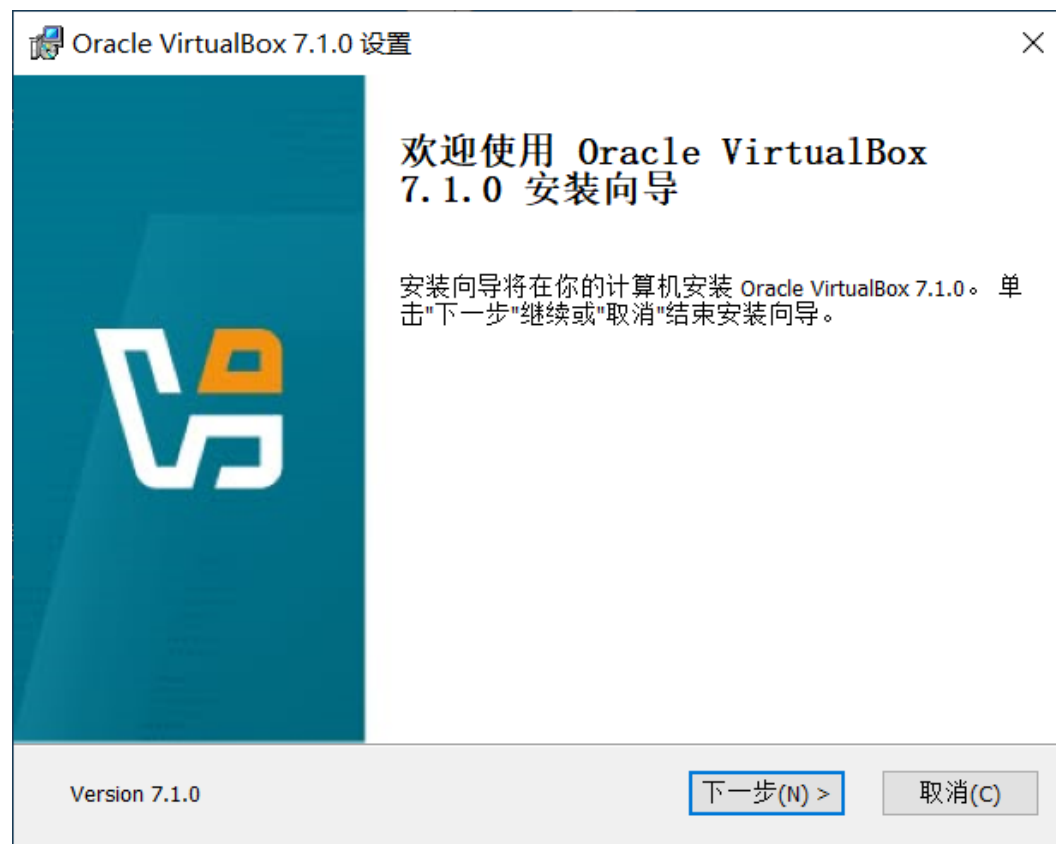 Oracle VirtualBox 7.1.0 设置
欢迎使用 Oracle VirtualBox
7.1.0 安装向导
安装向导将在你的计算机安装 Oracle VirtualBox 7.1.0。 单
击"下一步"继续或"取消"结束安装向导。
Version 7.1.0
下一步(N) >
取消(C)